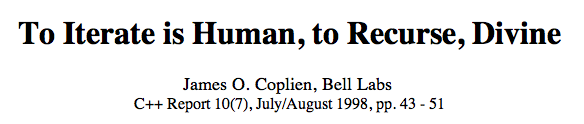 To Iterate is Human, to Recurse, Divine
James O. Coplien, Bell Labs
C++ Report 10(7), July/August 1998, pp. 43 - 51